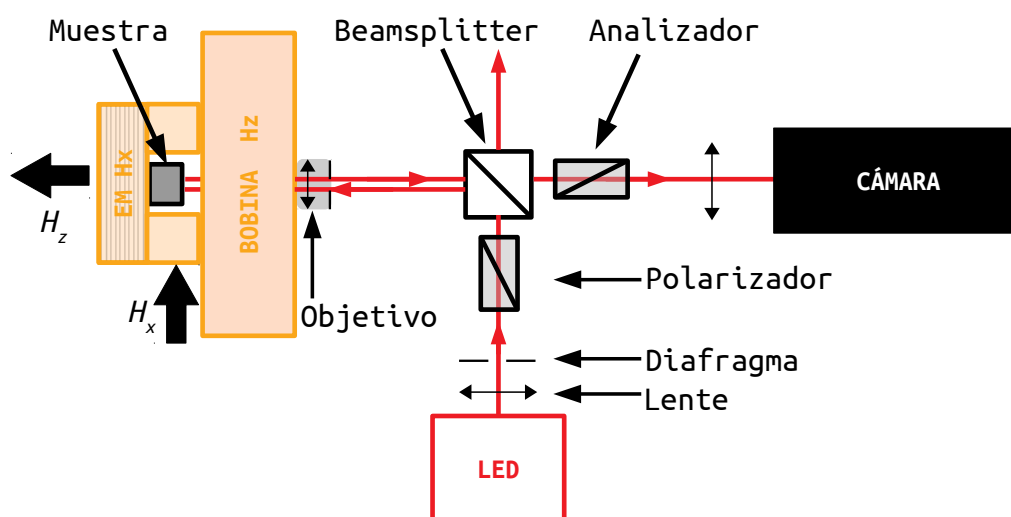 Muestra
Beamsplitter
Analizador
EM Hx
BOBINA Hz
CÁMARA
Hz
Hx
Objetivo
Polarizador
Diafragma
Lente
LED